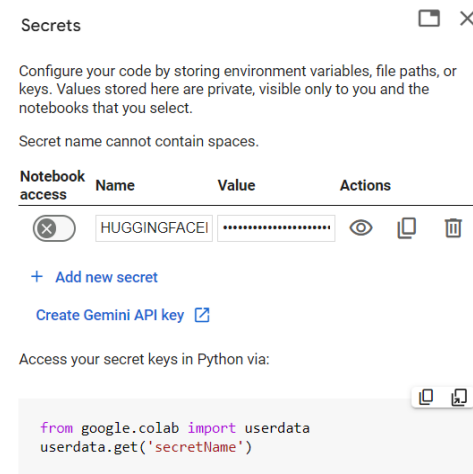 Secrets
Configure your code by storing environment variables, file paths, or
keys. Values stored here are private, visible only to you and the
notebooks that you select.
Secret name cannot contain spaces.
Notebook access Name Value Actions
HUGGINGFACE ••••••••••••••••••••••
+ Add new secret
Create Gemini API key
Access your secret keys in Python via:
from google.colab import userdata
userdata.get('secretName')